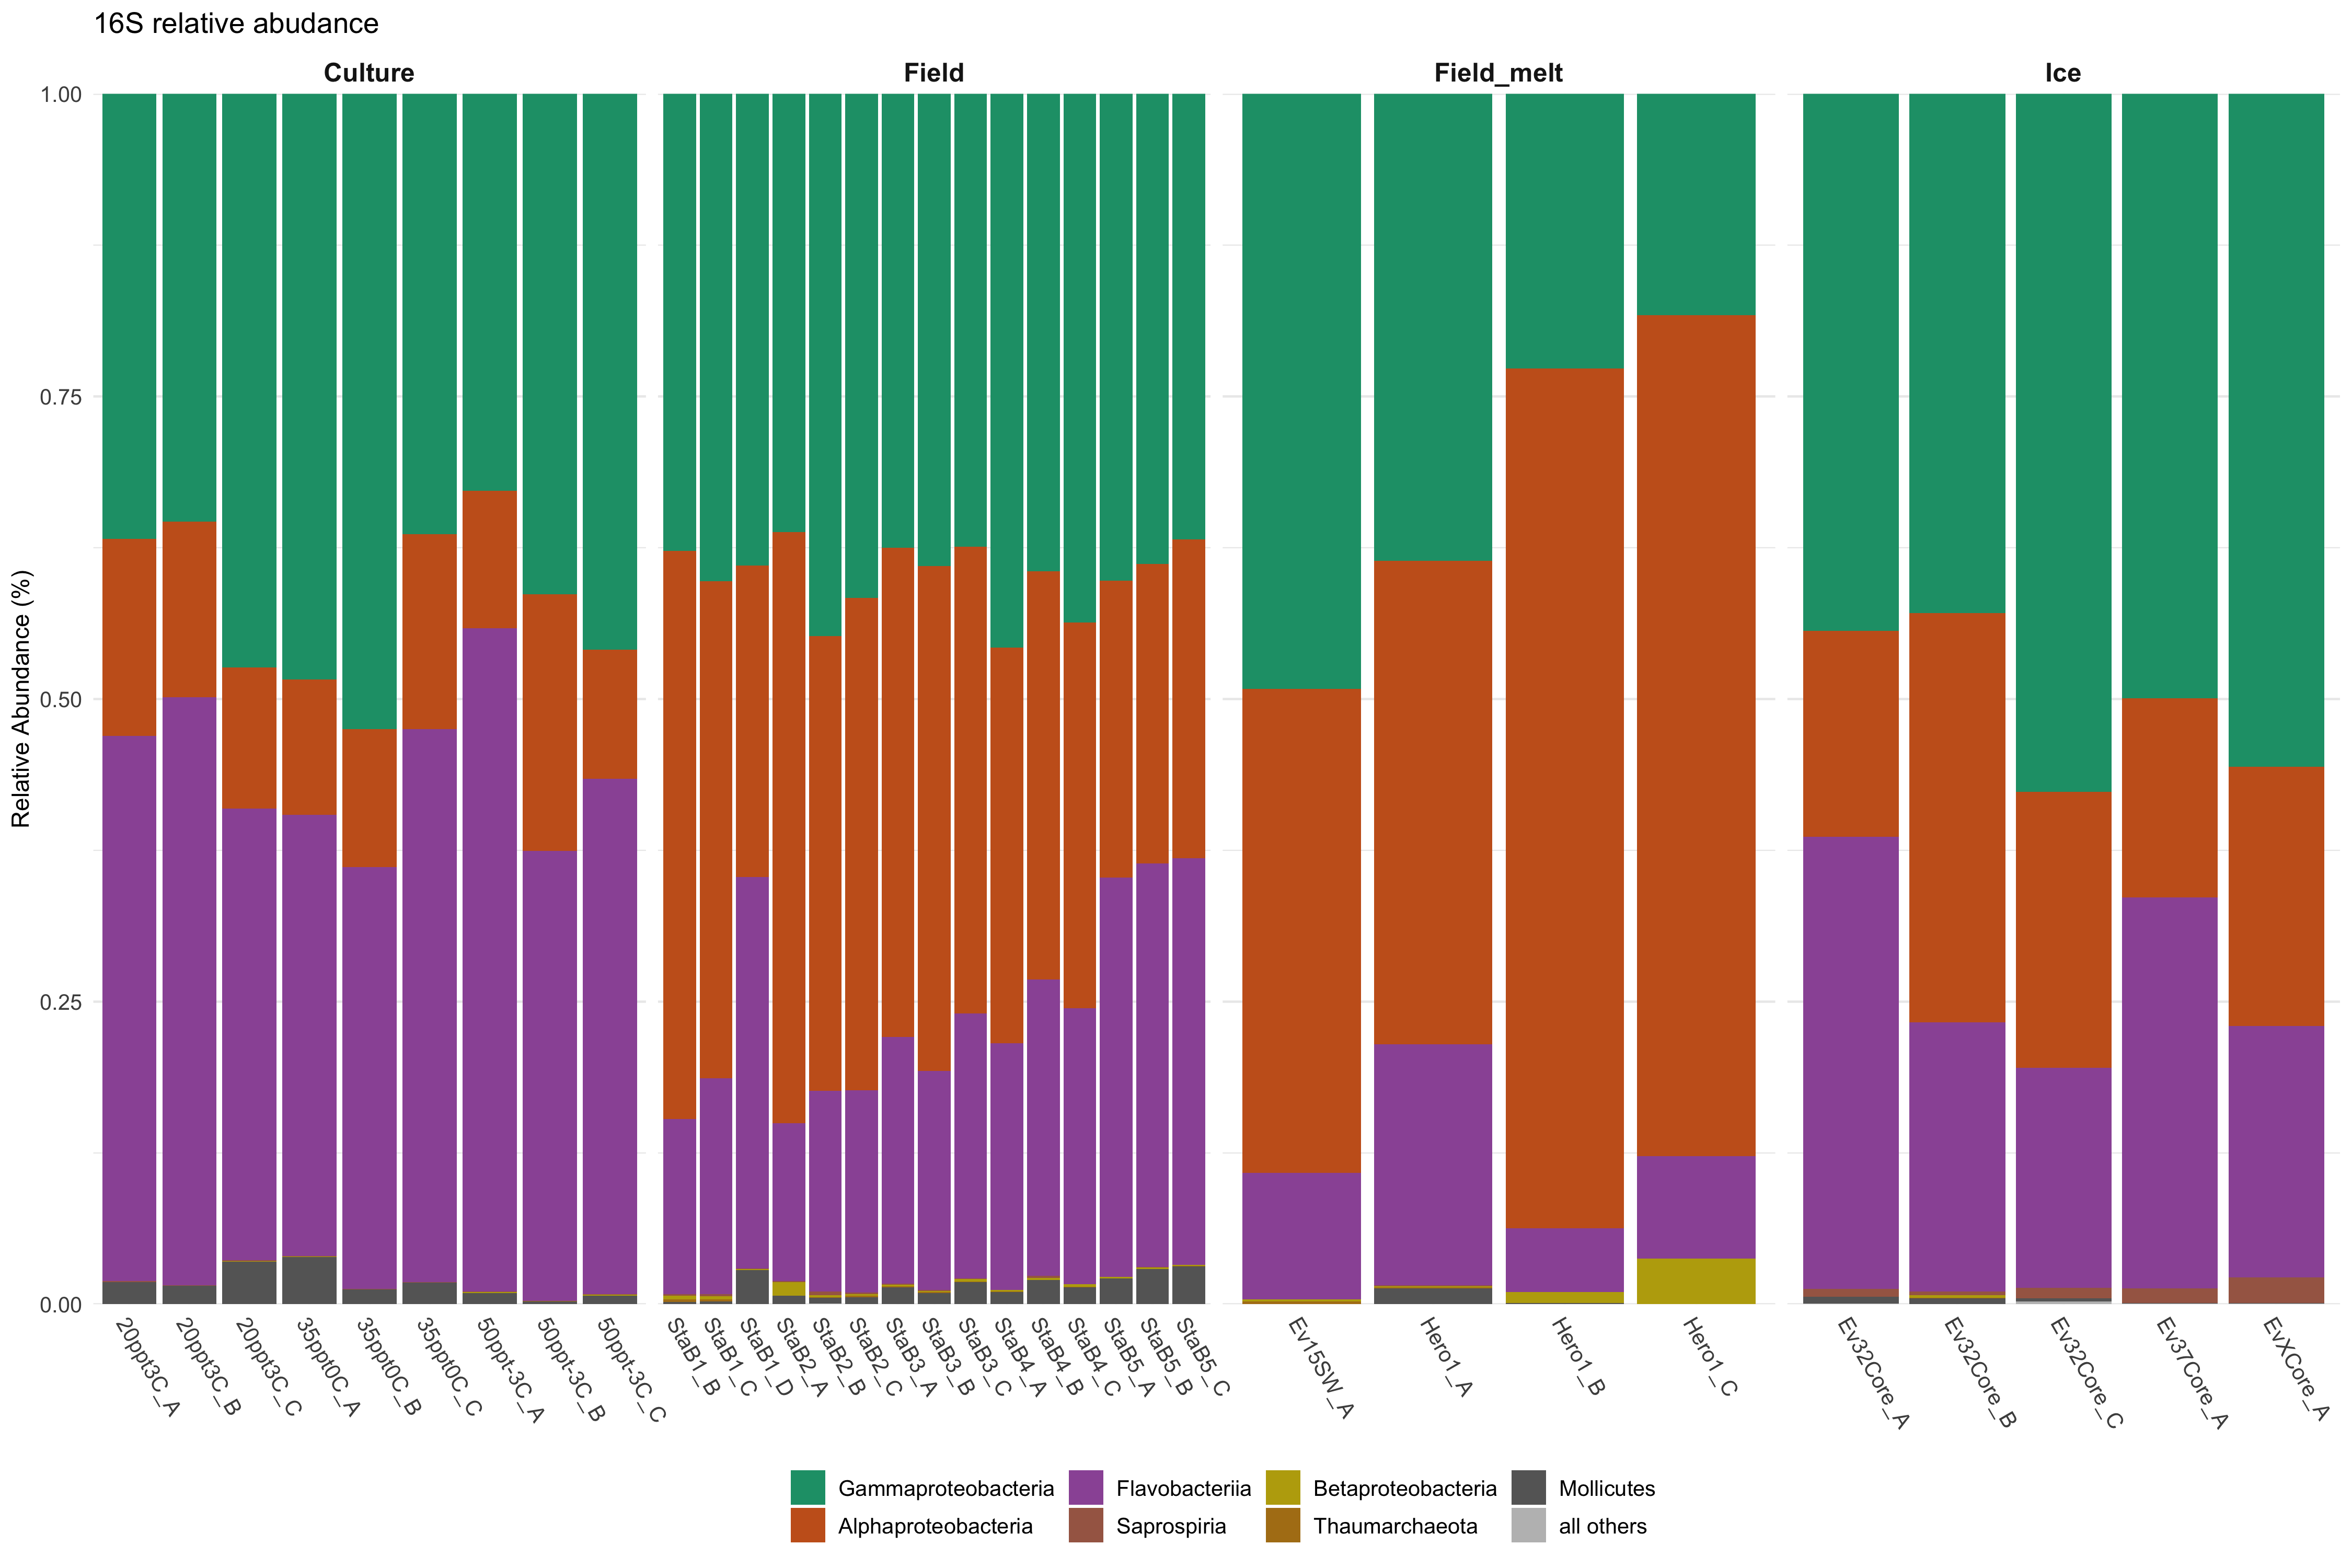 16S relative abudance
Culture Field Field_melt Ice
Relative Abundance (%)
1.00
0.75
0.50
0.25
0.00
20ppt3C_A 20ppt3C_B 20ppt3C_C 35ppt0C_A 35ppt0C_B 35ppt0C_C 50ppt-3C_A 50ppt-3C_B 50ppt-3C_C StaB1_B StaB1_C StaB1_D StaB2_A StaB2_B StaB2_C StaB3_A StaB3_B StaB3_C StaB4_A StaB4_B StaB4_C StaB5_A StaB5_B StaB5_C Ev15SW_A Hero1_A Hero1_B Hero1_C Ev32Core_A Ev32Core_B Ev32Core_C Ev37Core_A EvXCore_A
Gammaproteobacteria Flavobacteriia Betaproteobacteria Mollicutes
Alphaproteobacteria Saprospiria Thaumarchaeota all others